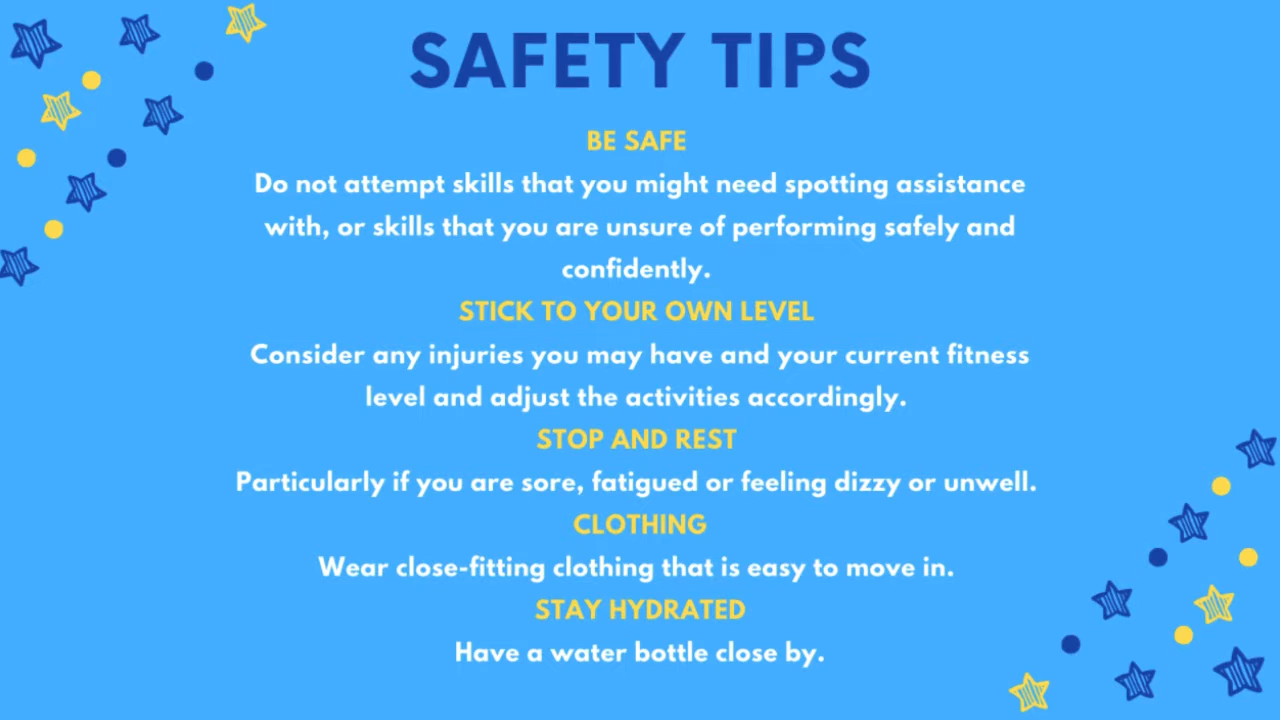 SAFETY TIPS
BE SAFE
Do not attempt skills that you might need spotting assistance
with, or skills that you are unsure of performing safely and
confidently.
STICK TO YOUR OWN LEVEL
Consider any injuries you may have and your current fitness
level and adjust the activities accordingly.
STOP AND REST
Particularly if you are sore, fatigued or feeling dizzy or unwell.
CLOTHING
Wear close-fitting clothing that is easy to move in.
STAY HYDRATED
Have a water bottle close by.